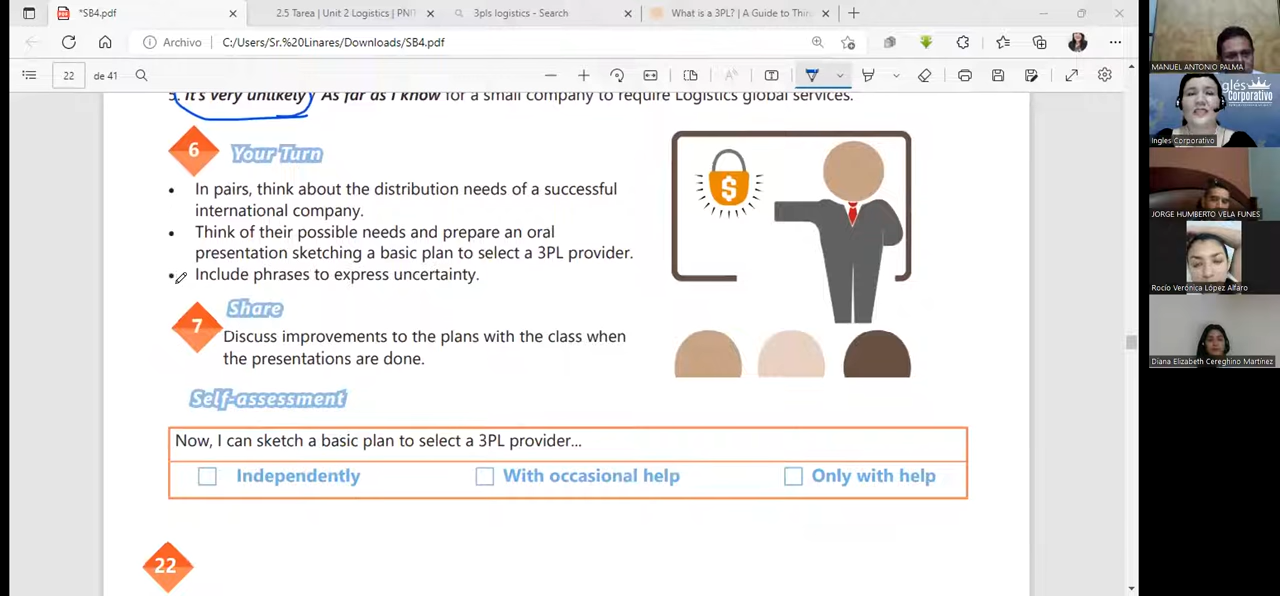 *SB4.pdf
2.5 Tarea | Unit 2 Logistics | PNI
3pls logistics - Search
What is a 3PL? | A Guide to Thir
Archivo
C:/Users/Sr.%20Linares/Downloads/SB4.pdf
22
de 41
5. It's very unlikely / As far as I know for a small company to require Logistics global services.
6
Your Turn
• In pairs, think about the distribution needs of a successful
international company.
• Think of their possible needs and prepare an oral
presentation sketching a basic plan to select a 3PL provider.
• Include phrases to express uncertainty.
$
7
Share
Discuss improvements to the plans with the class when
the presentations are done.
Self-assessment
Now, I can sketch a basic plan to select a 3PL provider...
Independently
With occasional help
Only with help
22
MANUEL ANTONIO PALMA
glés
Corporativo
Ingles Corporativo
JORGE HUMBERTO VELA FUNES
Rocío Verónica López Alfaro
Diana Elizabeth Cereghino Martinez